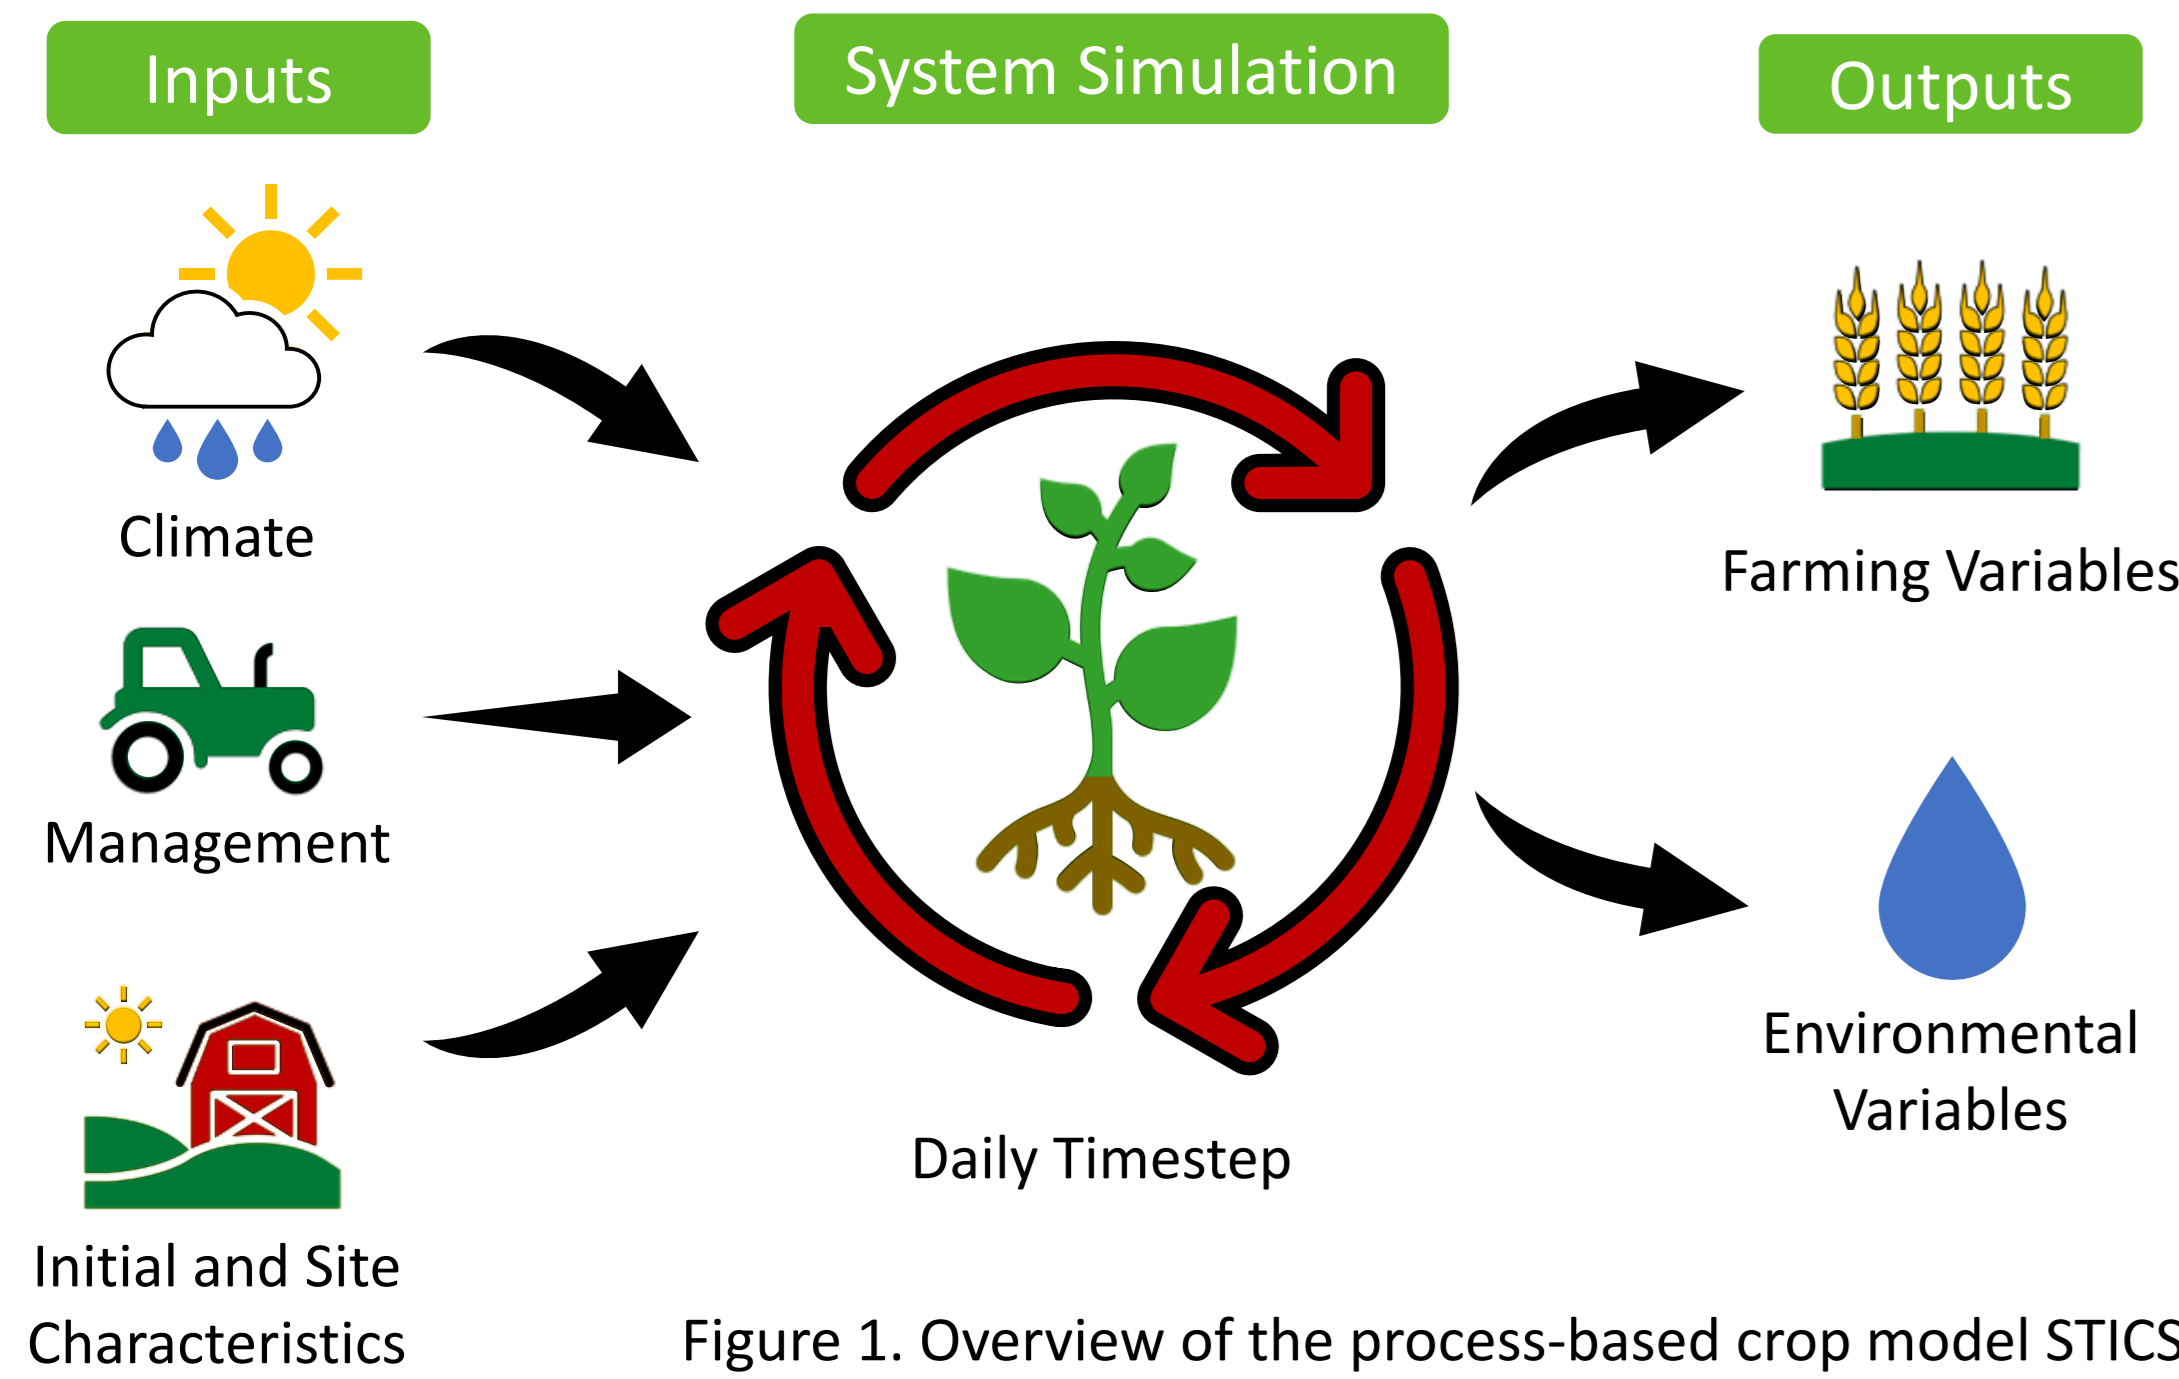 Inputs
System Simulation
Outputs
Climate
Management
Initial and Site
Characteristics
Daily Timestep
Farming Variables
Environmental
Variables
Figure 1. Overview of the process-based crop model STICS